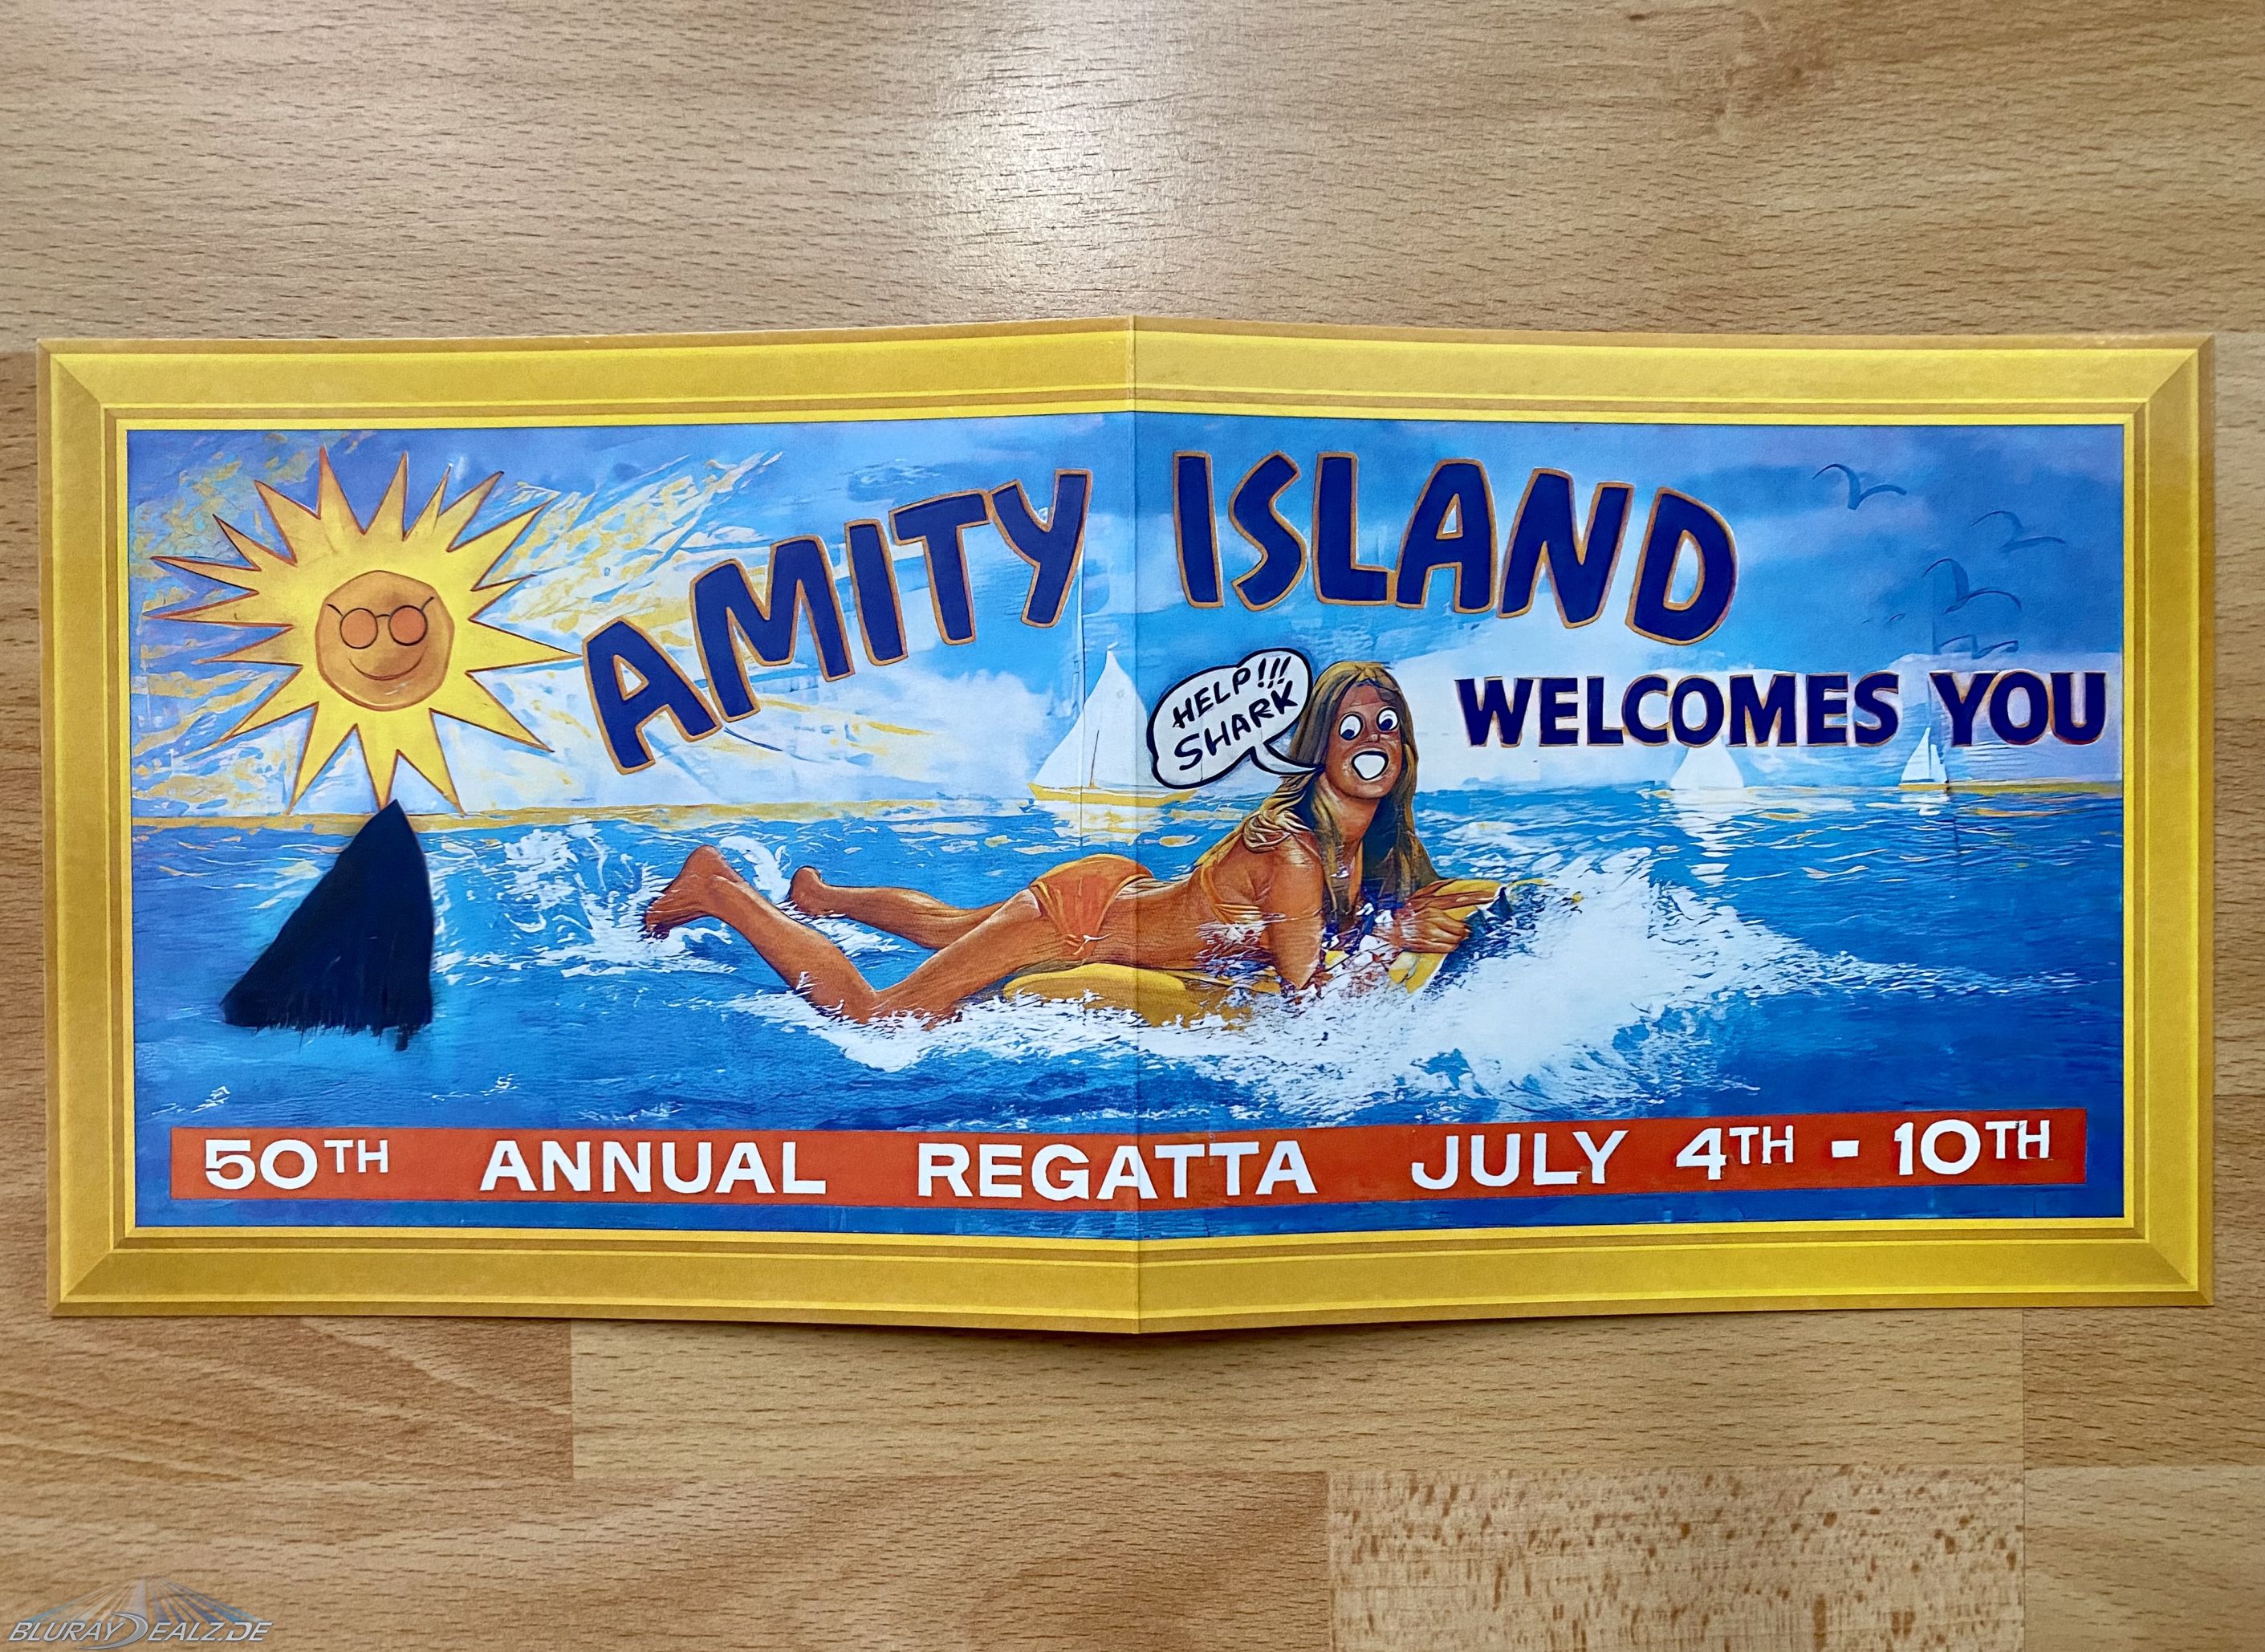 AMITY ISLAND
WELCOMES YOU
HELP!!!
SHARK
50TH ANNUAL REGATTA JULY 4TH - 10TH
BLURAYDEALZ.DE